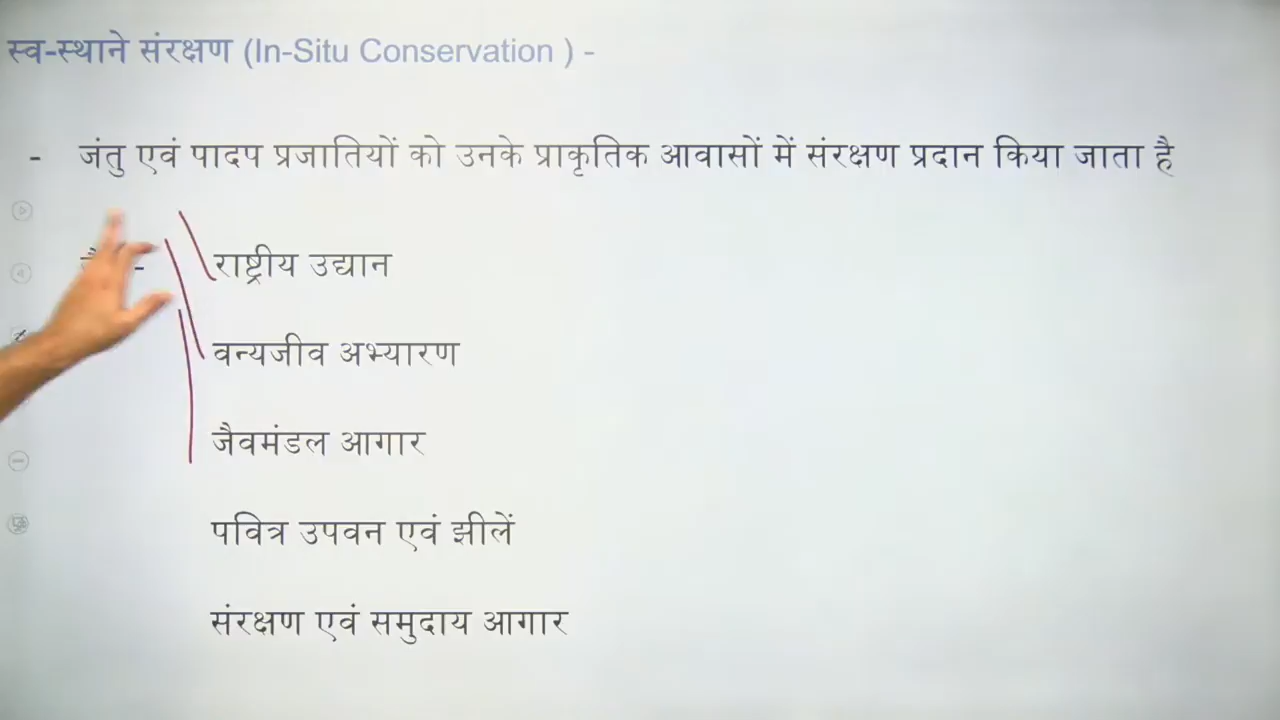 स्व-स्थाने संरक्षण (In-Situ Conservation ) -
- जंतु एवं पादप प्रजातियों को उनके प्राकृतिक आवासों में संरक्षण प्रदान किया जाता है
-
राष्ट्रीय उद्यान
वन्यजीव अभ्यारण
जैवमंडल आगार
पवित्र उपवन एवं झीलें
संरक्षण एवं समुदाय आगार